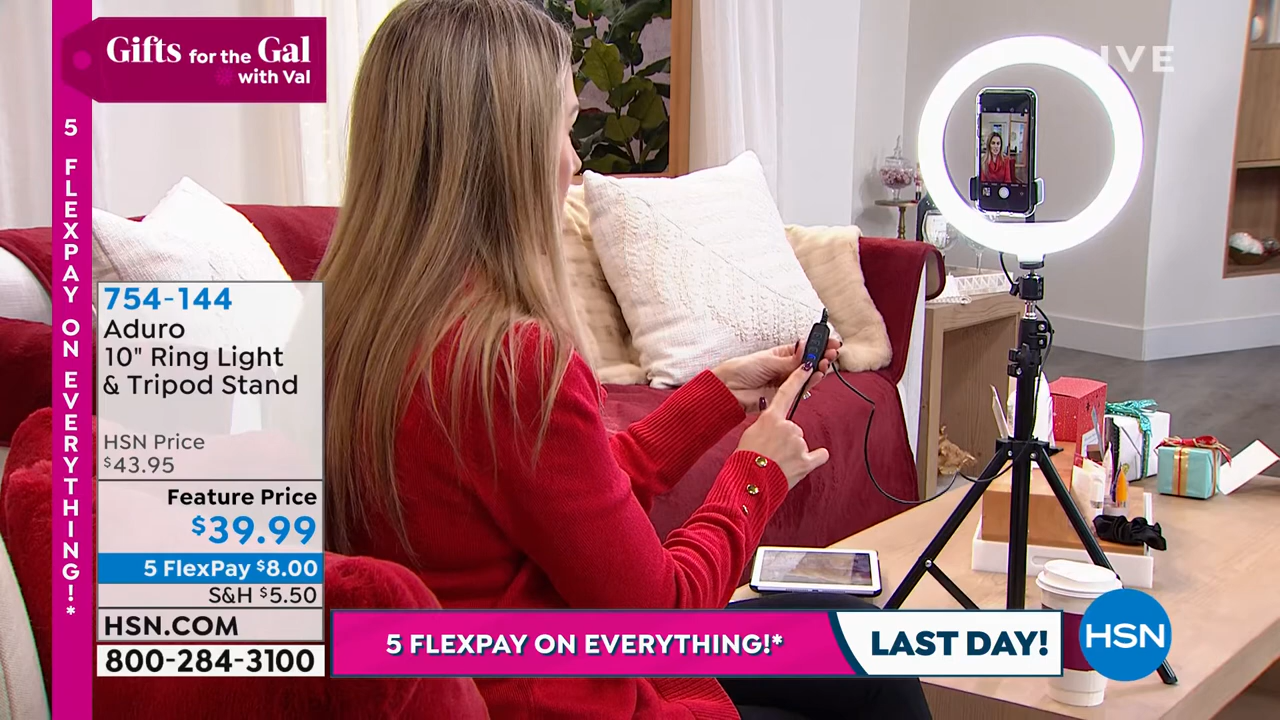 Gifts for the Gal
with Val
LIVE
5 FLEXPAY ON EVERYTHING!*
754-144
Aduro
10" Ring Light
& Tripod Stand
HSN Price
$43.95
Feature Price
$39.99
5 FlexPay $8.00
S&H $5.50
HSN.COM
800-284-3100
5 FLEXPAY ON EVERYTHING!*
LAST DAY!
HSN